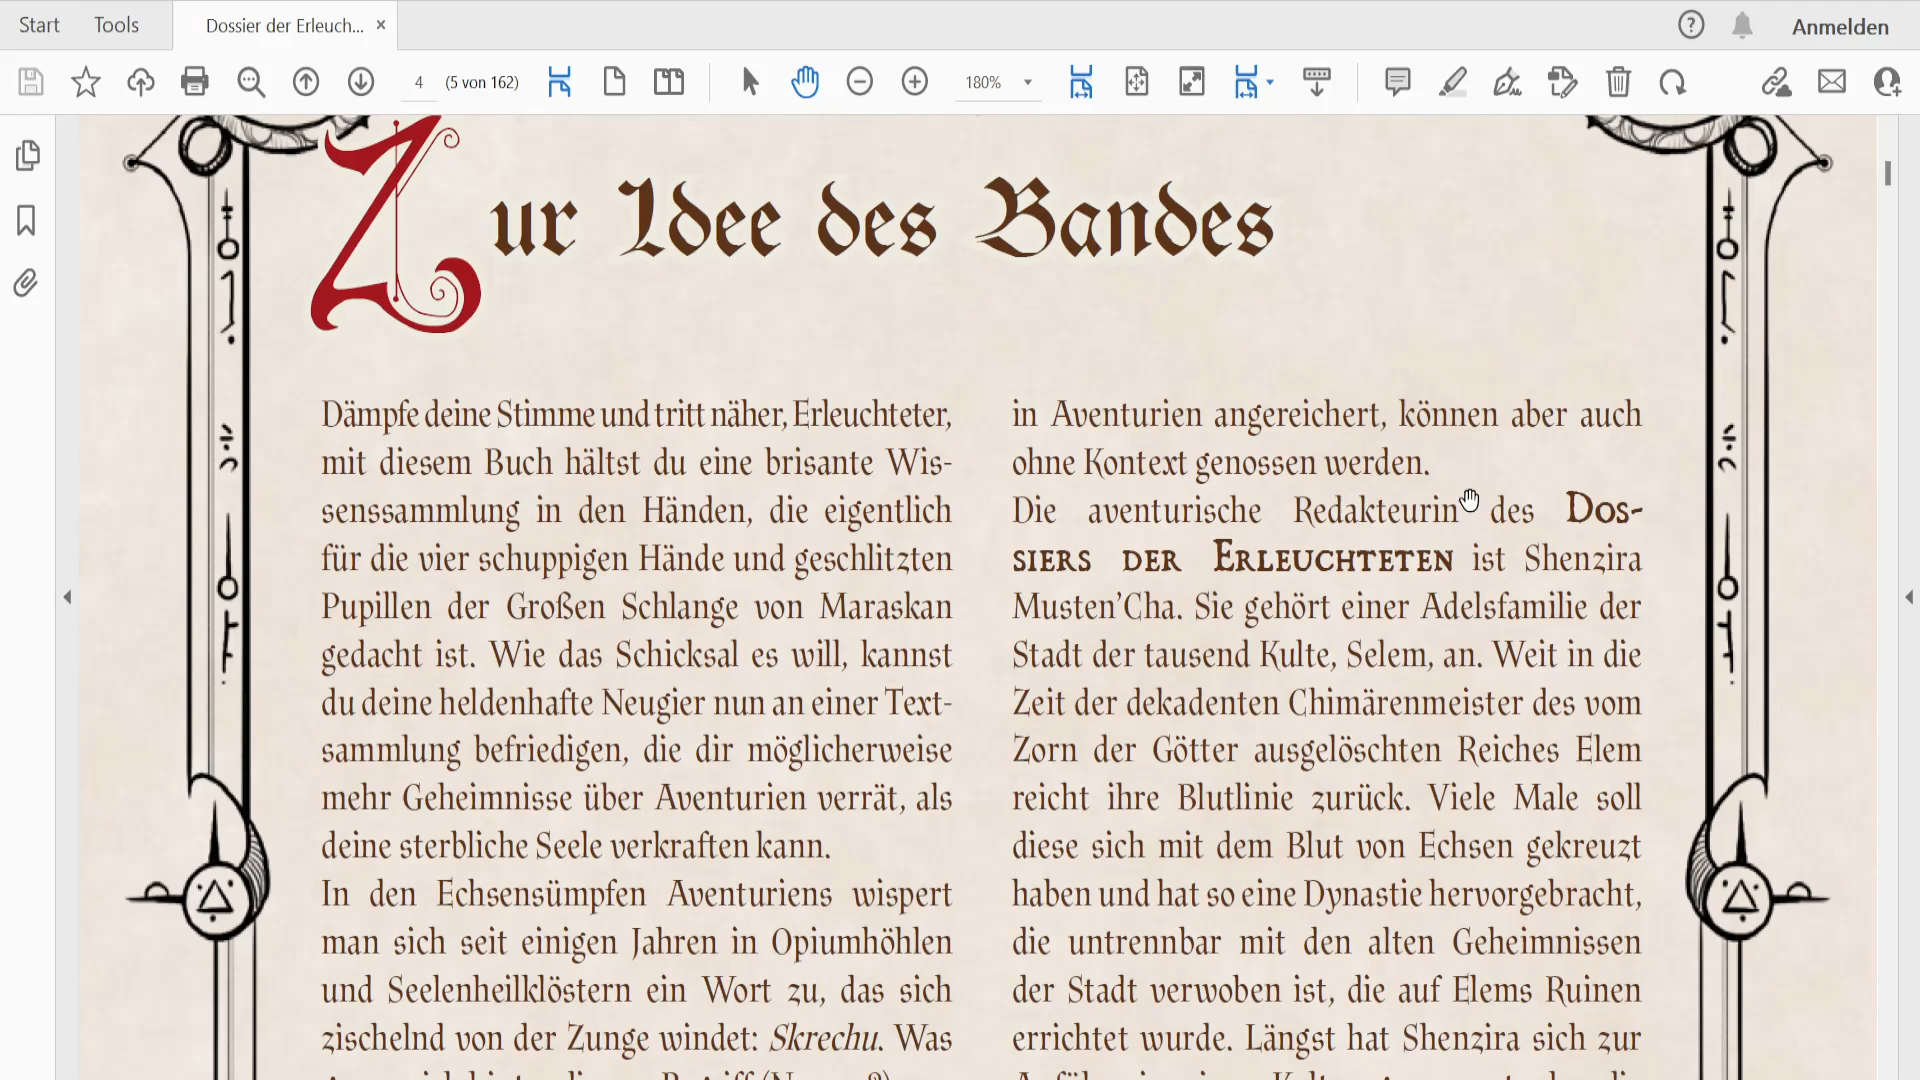 Start Tools Dossier der Erleuch... × Anmelden
4 (5 von 162) 180%
Zur Idee des Bandes
Dämpfe deine Stimme und tritt näher, Erleuchteter,
mit diesem Buch hältst du eine brisante Wis-
senssammlung in den Händen, die eigentlich
für die vier schuppigen Hände und geschlitzten
Pupillen der Großen Schlange von Maraskan
gedacht ist. Wie das Schicksal es will, kannst
du deine heldenhafte Neugier nun an einer Text-
sammlung befriedigen, die dir möglicherweise
mehr Geheimnisse über Aventurien verrät, als
deine sterbliche Seele verkraften kann.
In den Echsensümpfen Aventuriens wispert
man sich seit einigen Jahren in Opiumhöhlen
und Seelenheilklöstern ein Wort zu, das sich
zischelnd von der Zunge windet: Skrechu. Was
in Aventurien angereichert, können aber auch
ohne Kontext genossen werden.
Die aventurische Redakteurin des Dos-
siers der Erleuchteten ist Shenzira
Musten'Cha. Sie gehört einer Adelsfamilie der
Stadt der tausend Kulte, Selem, an. Weit in die
Zeit der dekadenten Chimärenmeister des vom
Zorn der Götter ausgelöschten Reiches Elem
reicht ihre Blutlinie zurück. Viele Male soll
diese sich mit dem Blut von Echsen gekreuzt
haben und hat so eine Dynastie hervorgebracht,
die untrennbar mit den alten Geheimnissen
der Stadt verwoben ist, die auf Elems Ruinen
errichtet wurde. Längst hat Shenzira sich zur